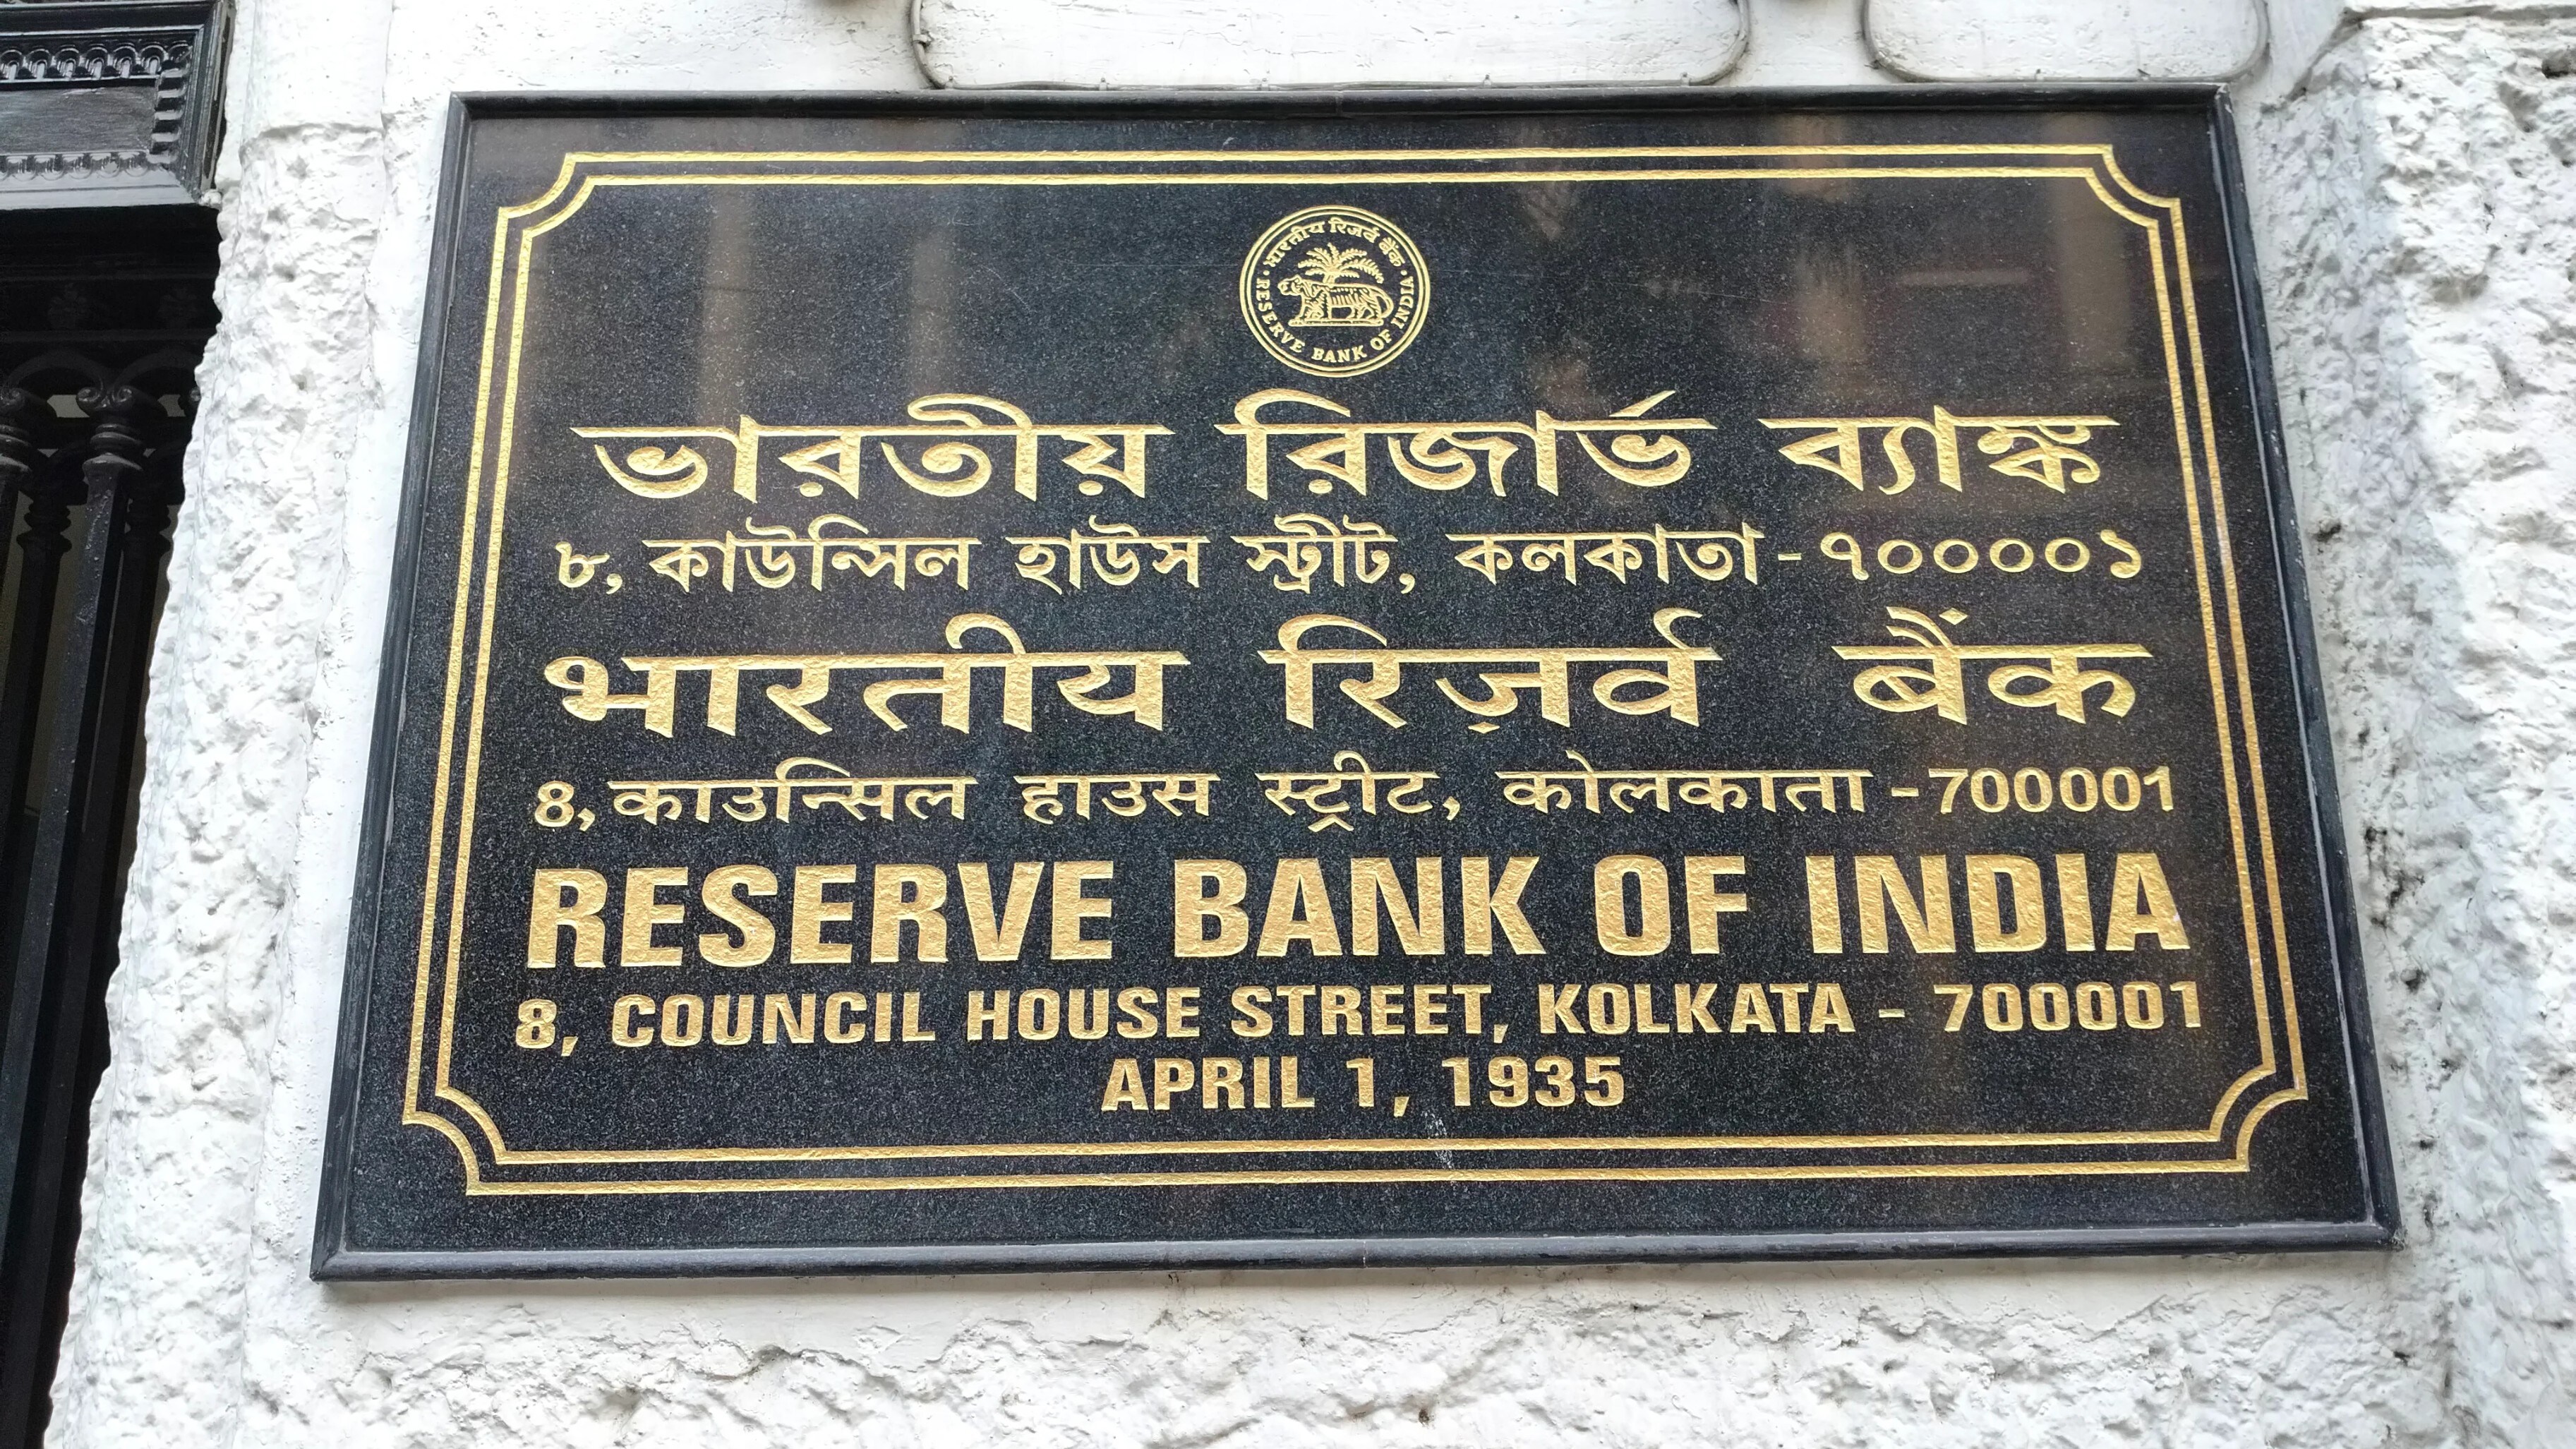 भारतीय रिज़र्व बैंक
RESERVE BANK OF INDIA
ভারতীয় রিজার্ভ ব্যাঙ্ক
৮, কাউন্সিল হাউস স্ট্রীট, কলকাতা - ৭০০০০১
भारतीय रिज़र्व बैंक
8, काउन्सिल हाउस स्ट्रीट, कोलकाता - 700001
RESERVE BANK OF INDIA
8, COUNCIL HOUSE STREET, KOLKATA - 700001
APRIL 1, 1935